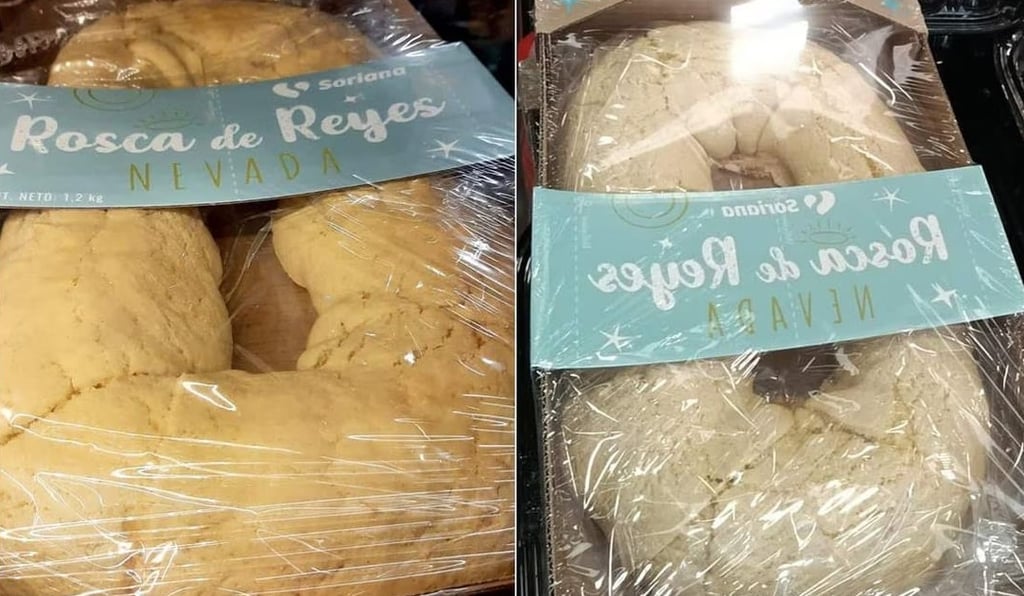 Soriana
Rosca de Reyes
NEVADA
T. NETO: 1,2 kg
Soriana
Rosca de Reyes
NEVADA